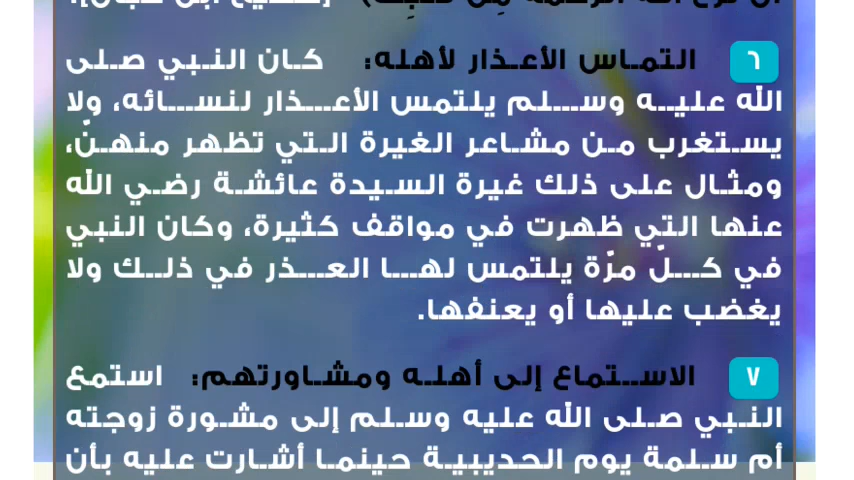 ٦ التماس الأعذار لأهله: كان النبي صلى
الله عليه وسلم يلتمس الأعذار لنسائه، ولا
يستغرب من مشاعر الغيرة التي تظهر منهنّ،
ومثال على ذلك غيرة السيدة عائشة رضي الله
عنها التي ظهرت في مواقف كثيرة، وكان النبي
في كلّ مرّة يلتمس لها العذر في ذلك ولا
يغضب عليها أو يعنفها.
٧ الاستماع إلى أهله ومشاورتهم: استمع
النبي صلى الله عليه وسلم إلى مشورة زوجته
أم سلمة يوم الحديبية حينما أشارت عليه بأن